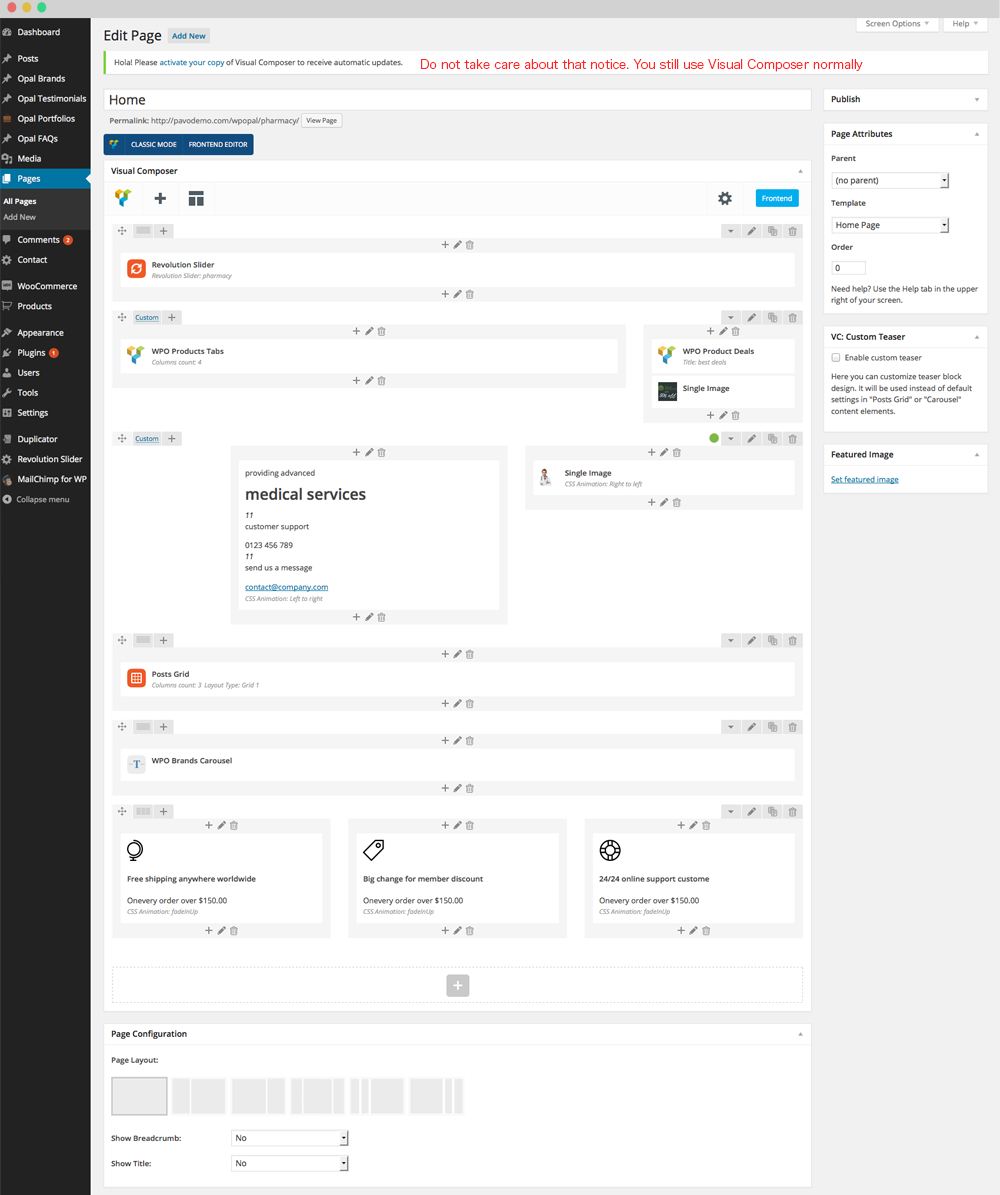 Dashboard
Posts
Opal Brands
Opal Testimonials
Opal Portfolios
Opal FAQs
Media
Pages
All Pages
Add New
Comments 2
Contact
WooCommerce
Products
Appearance
Plugins 1
Users
Tools
Settings
Duplicator
Revolution Slider
MailChimp for WP
Collapse menu
Screen Options
Help
Edit Page Add New
Hola! Please activate your copy of Visual Composer to receive automatic updates.
Do not take care about that notice. You still use Visual Composer normally
Home
Permalink: http://pavodemo.com/wpopal/pharmacy/ View Page
CLASSIC MODE FRONTEND EDITOR
Visual Composer
Frontend
Revolution Slider
Revolution Slider: pharmacy
Custom
WPO Products Tabs
Columns count: 4
WPO Product Deals
Title: best deals
Single Image
Custom
providing advanced
medical services
11
customer support
0123 456 789
11
send us a message
contact@company.com
CSS Animation: Left to right
Single Image
CSS Animation: Right to left
Posts Grid
Columns count: 3 Layout Type: Grid 1
T
WPO Brands Carousel
Free shipping anywhere worldwide
Onevery order over $150.00
CSS Animation: fadeInUp
Big change for member discount
Onevery order over $150.00
CSS Animation: fadeInUp
24/24 online support custome
Onevery order over $150.00
CSS Animation: fadeInUp
Page Configuration
Page Layout:
Show Breadcrumb: No
Show Title: No
Publish
Page Attributes
Parent
(no parent)
Template
Home Page
Order
0
Need help? Use the Help tab in the upper
right of your screen.
VC: Custom Teaser
Enable custom teaser
Here you can customize teaser block
design. It will be used instead of default
settings in "Posts Grid" or "Carousel"
content elements.
Featured Image
Set featured image